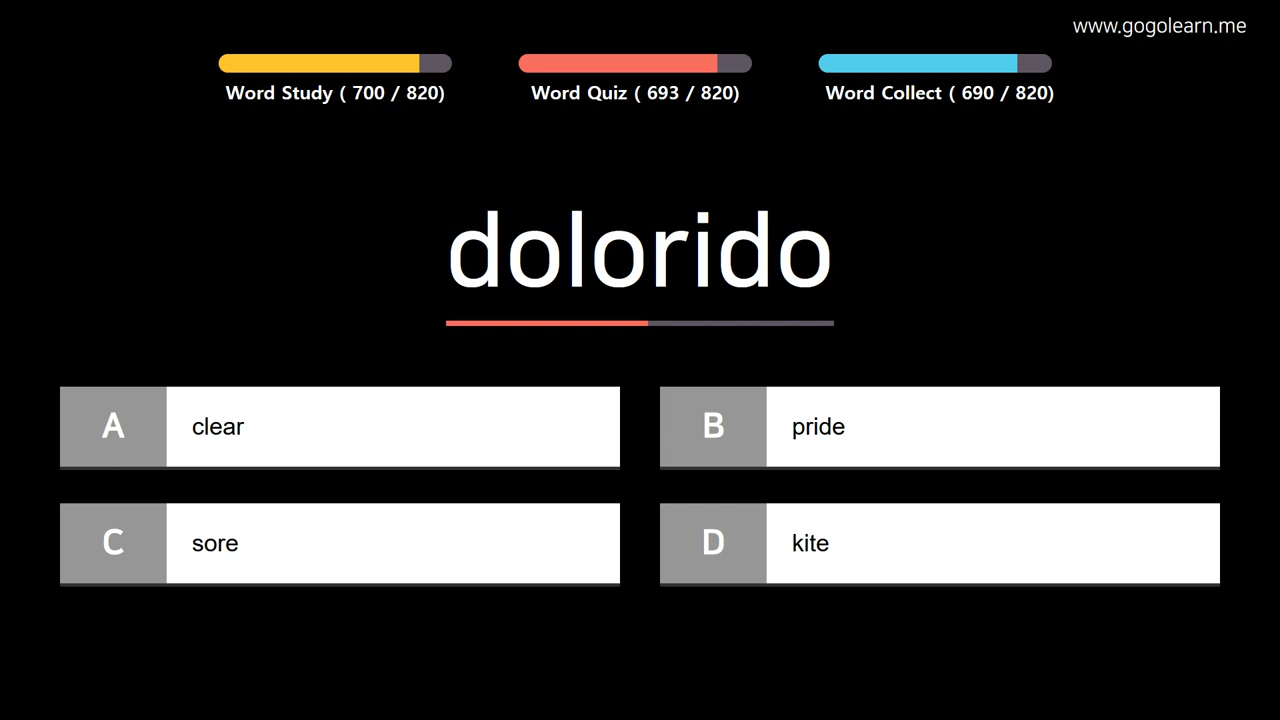 www.gogolearn.me
Word Study ( 700 / 820)
Word Quiz ( 693 / 820)
Word Collect ( 690 / 820)
dolorido
A clear
B pride
C sore
D kite